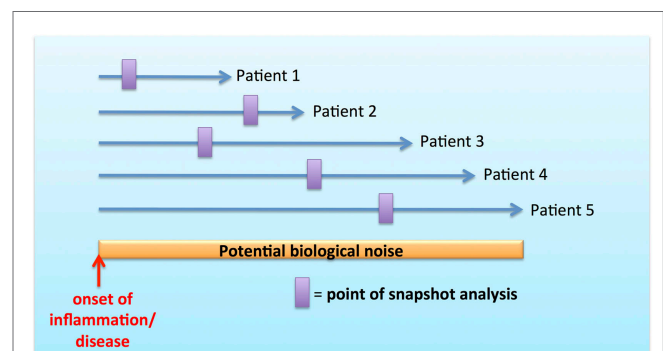 Patient 1
Patient 2
Patient 3
Patient 4
Patient 5
Potential biological noise
= point of snapshot analysis
onset of
inflammation/
disease